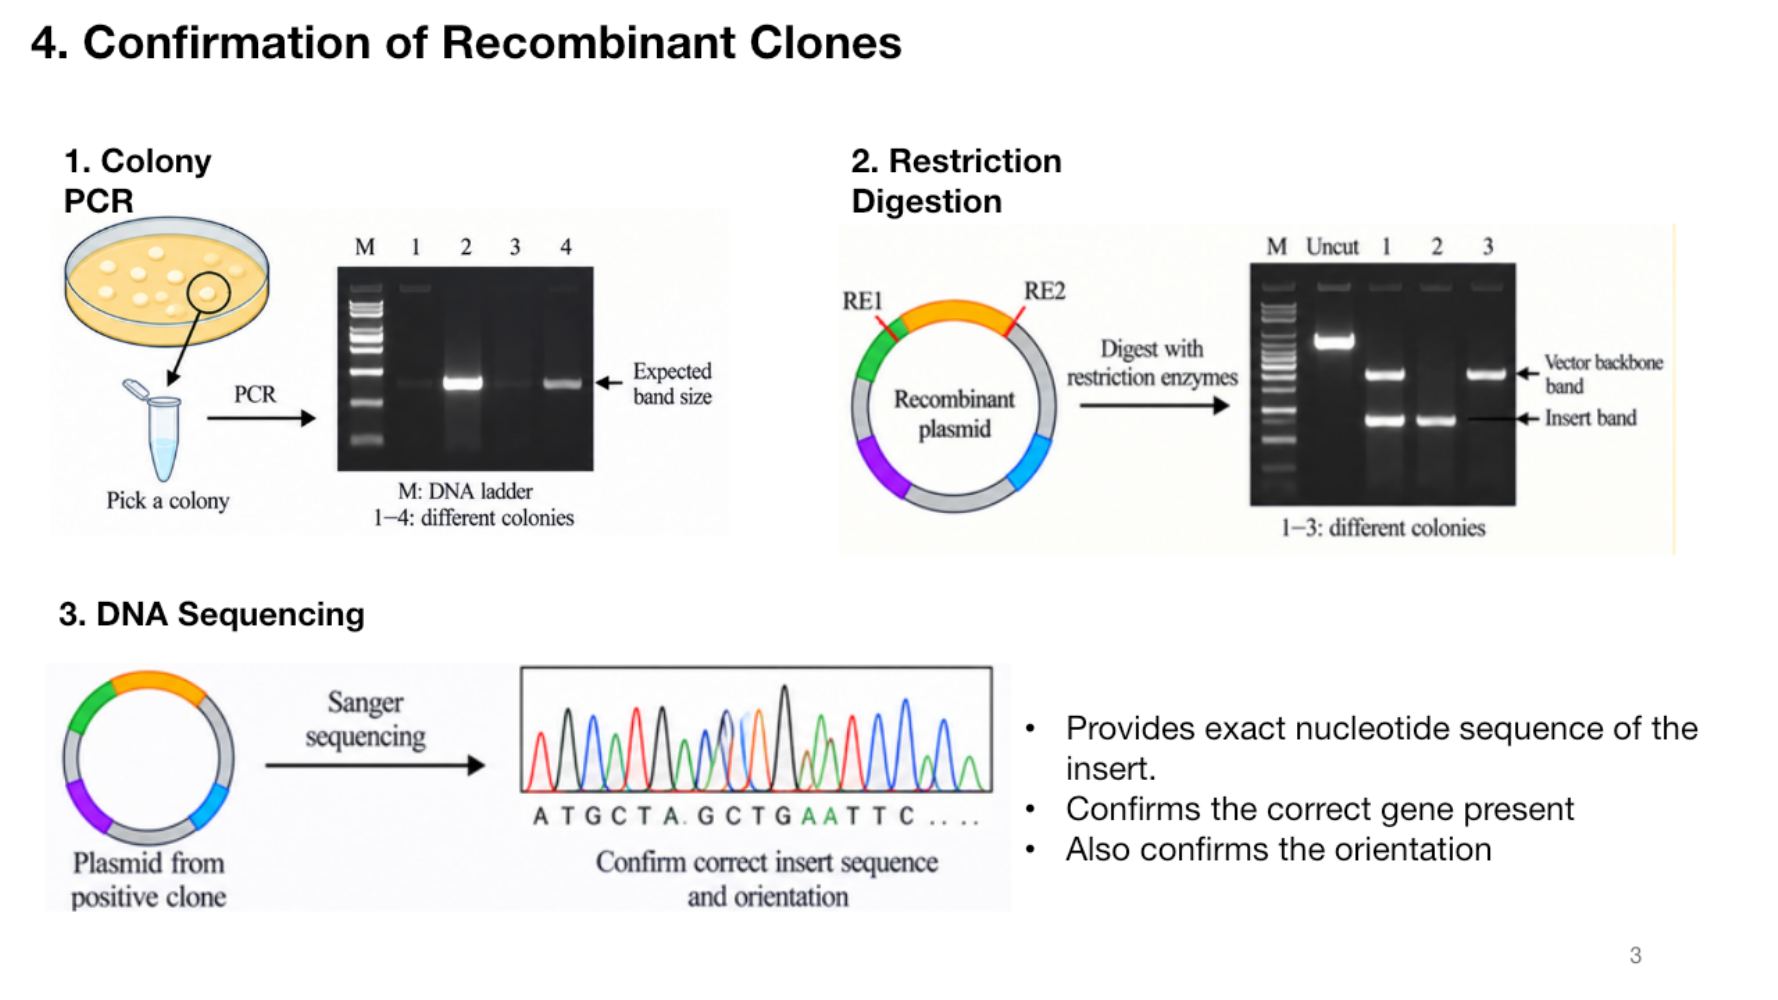 4. Confirmation of Recombinant Clones
1. Colony
PCR
M 1 2 3 4
Expected
band size
PCR
Pick a colony
M: DNA ladder
1–4: different colonies
2. Restriction
Digestion
RE1
RE2
Recombinant
plasmid
Digest with
restriction enzymes
M Uncut 1 2 3
Vector backbone
band
Insert band
1–3: different colonies
3. DNA Sequencing
Sanger
sequencing
Plasmid from
positive clone
A T G C T A. G C T G A A T T C . . . .
Confirm correct insert sequence
and orientation
• Provides exact nucleotide sequence of the
insert.
• Confirms the correct gene present
• Also confirms the orientation
3